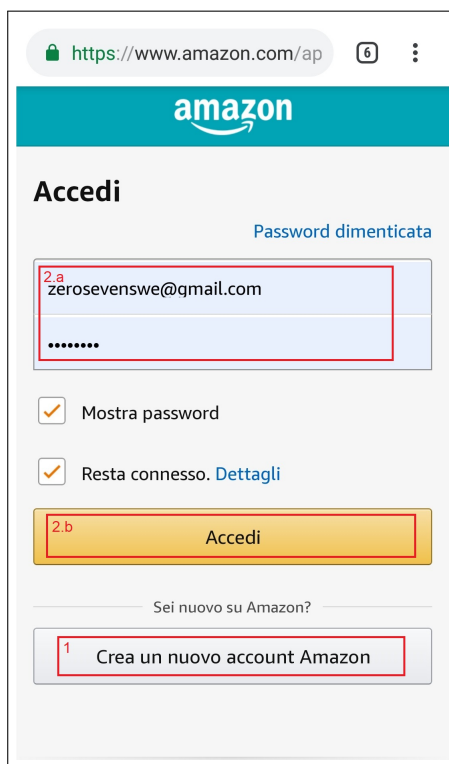 https://www.amazon.com/ap 6
amazon
Accedi
Password dimenticata
2.a
zerosevenswe@gmail.com
••••••••
Mostra password
Resta connesso. Dettagli
2.b
Accedi
Sei nuovo su Amazon?
1
Crea un nuovo account Amazon